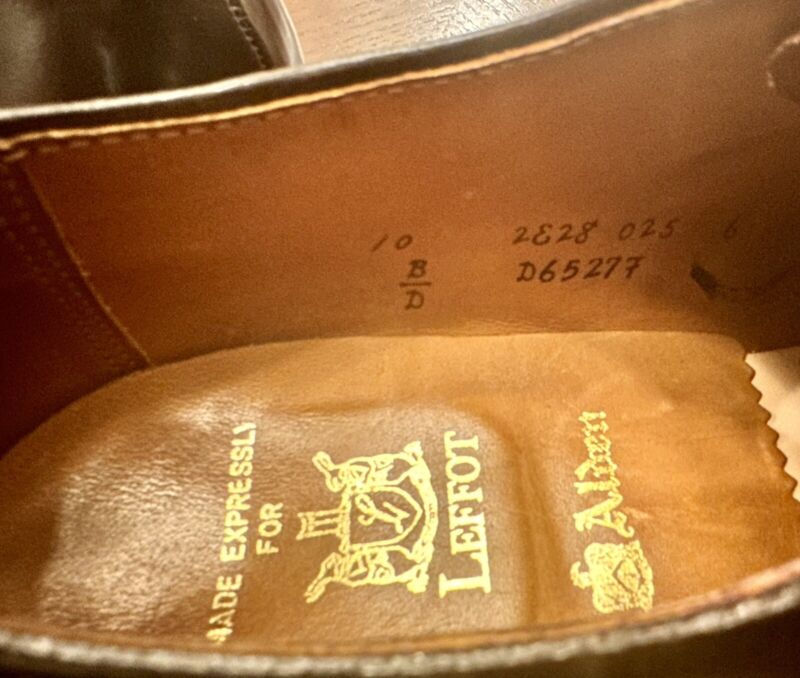 10 2E28 025 6
B
D D65277
MADE EXPRESSLY
FOR
LEFFOT
Alden